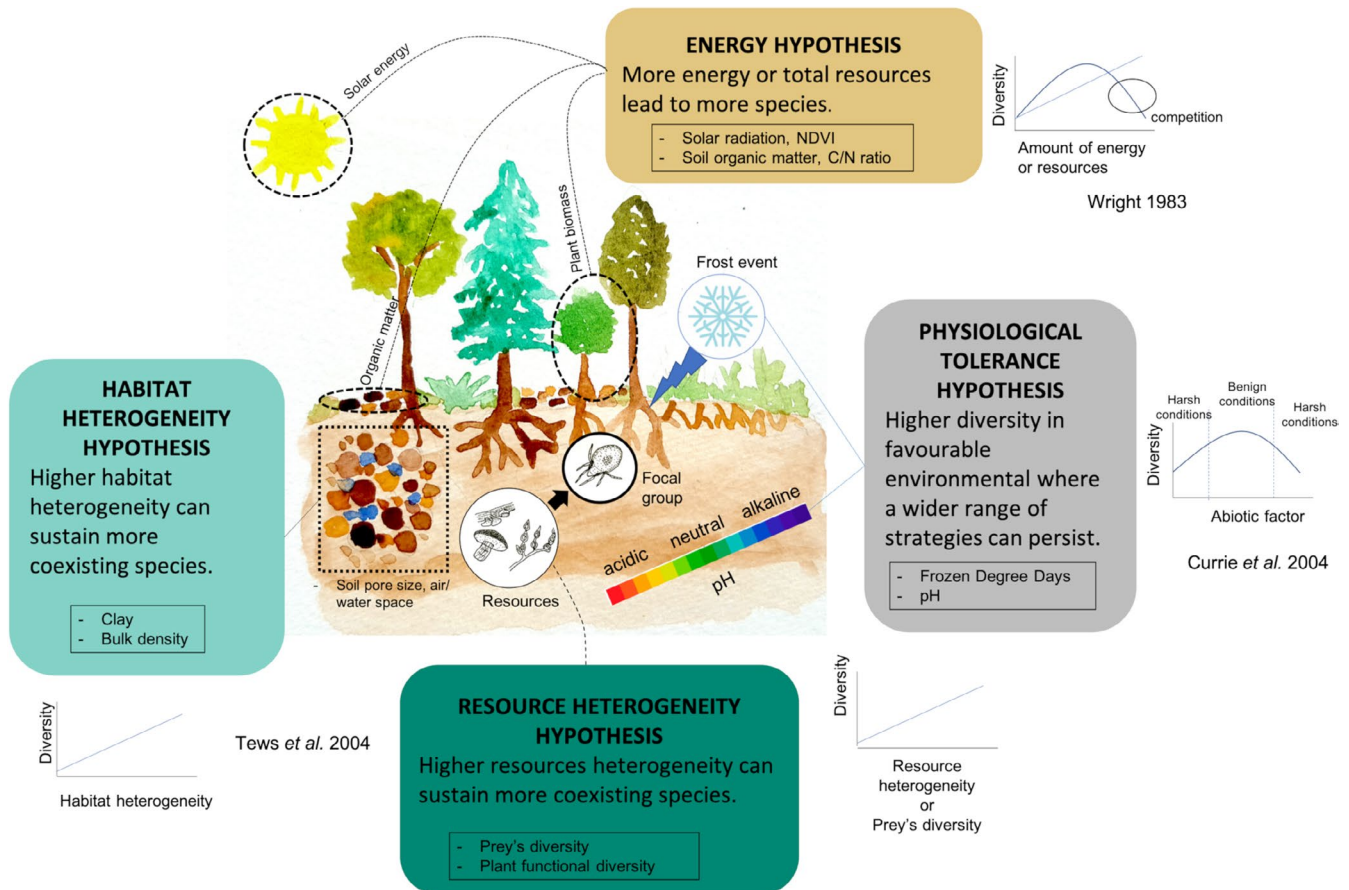 ENERGY HYPOTHESIS
More energy or total resources
lead to more species.
- Solar radiation, NDVI
- Soil organic matter, C/N ratio
Diversity
competition
Amount of energy
or resources
Wright 1983
Solar energy
Organic matter
Plant biomass
Frost event
HABITAT
HETEROGENEITY
HYPOTHESIS
Higher habitat
heterogeneity can
sustain more
coexisting species.
- Clay
- Bulk density
- Soil pore size, air/
water space
Resources
Focal
group
acidic neutral alkaline
pH
PHYSIOLOGICAL
TOLERANCE
HYPOTHESIS
Higher diversity in
favourable
environmental where
a wider range of
strategies can persist.
- Frozen Degree Days
- pH
Harsh
conditions
Benign
conditions
Harsh
conditions
Diversity
Abiotic factor
Currie et al. 2004
Diversity
Habitat heterogeneity
Tews et al. 2004
RESOURCE HETEROGENEITY
HYPOTHESIS
Higher resources heterogeneity can
sustain more coexisting species.
- Prey's diversity
- Plant functional diversity
Diversity
Resource
heterogeneity
or
Prey's diversity